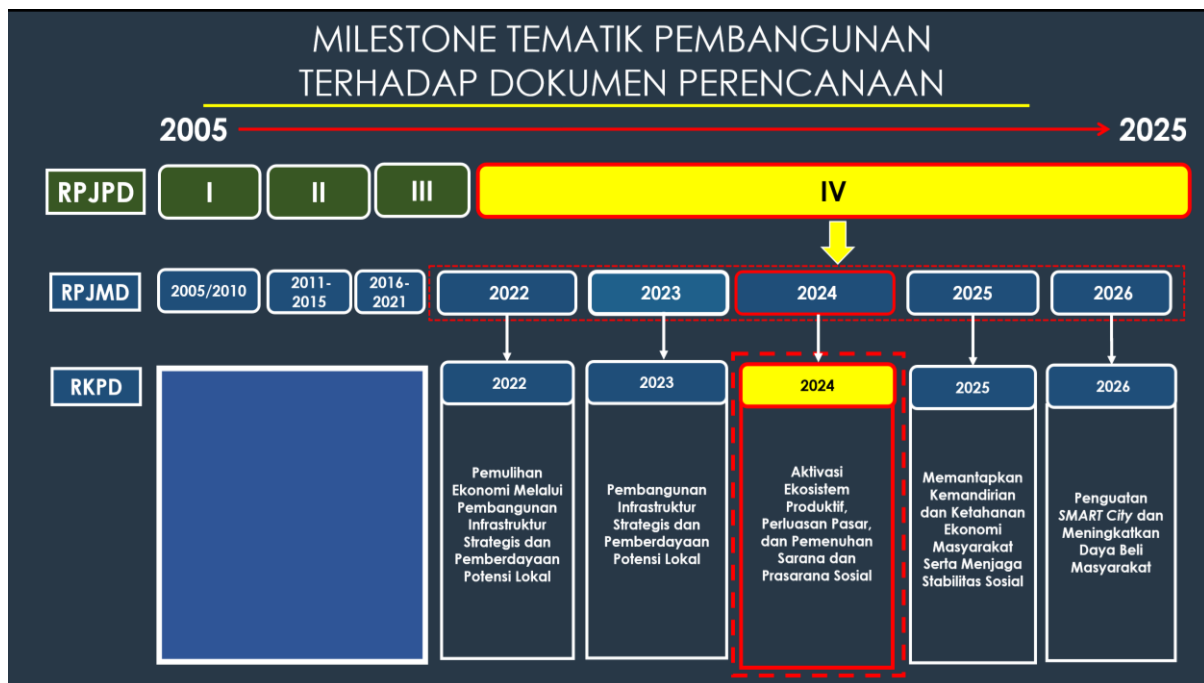 MILESTONE TEMATIK PEMBANGUNAN
TERHADAP DOKUMEN PERENCANAAN
2005
2025
RPJPD
I
II
III
IV
RPJMD
2005/2010
2011-
2015
2016-
2021
2022
2023
2024
2025
2026
RKPD
2022
Pemulihan
Ekonomi Melalui
Pembangunan
Infrastruktur
Strategis dan
Pemberdayaan
Potensi Lokal
2023
Pembangunan
Infrastruktur
Strategis dan
Pemberdayaan
Potensi Lokal
2024
Aktivasi
Ekosistem
Produktif,
Perluasan Pasar,
dan Pemenuhan
Sarana dan
Prasarana Sosial
2025
Memantapkan
Kemandirian
dan Ketahanan
Ekonomi
Masyarakat
Serta Menjaga
Stabilitas Sosial
2026
Penguatan
SMART City dan
Meningkatkan
Daya Beli
Masyarakat